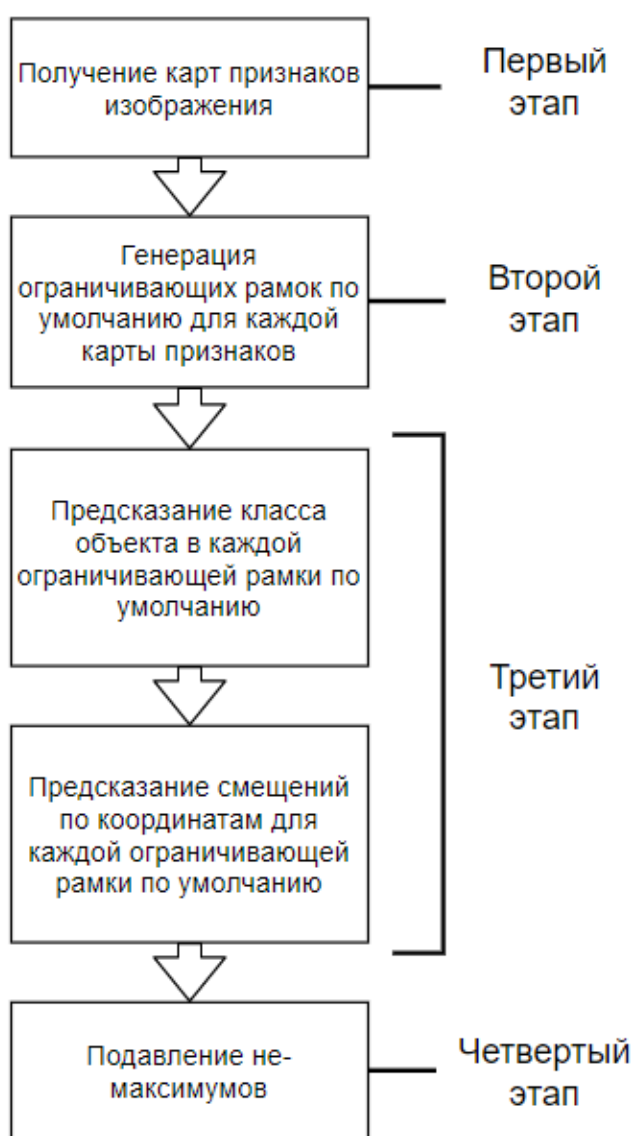 Получение карт признаков
изображения
Первый
этап
Генерация
ограничивающих рамок по
умолчанию для каждой
карты признаков
Второй
этап
Предсказание класса
объекта в каждой
ограничивающей рамки по
умолчанию
Третий
этап
Предсказание смещений
по координатам для
каждой ограничивающей
рамки по умолчанию
Подавление не-
максимумов
Четвертый
этап